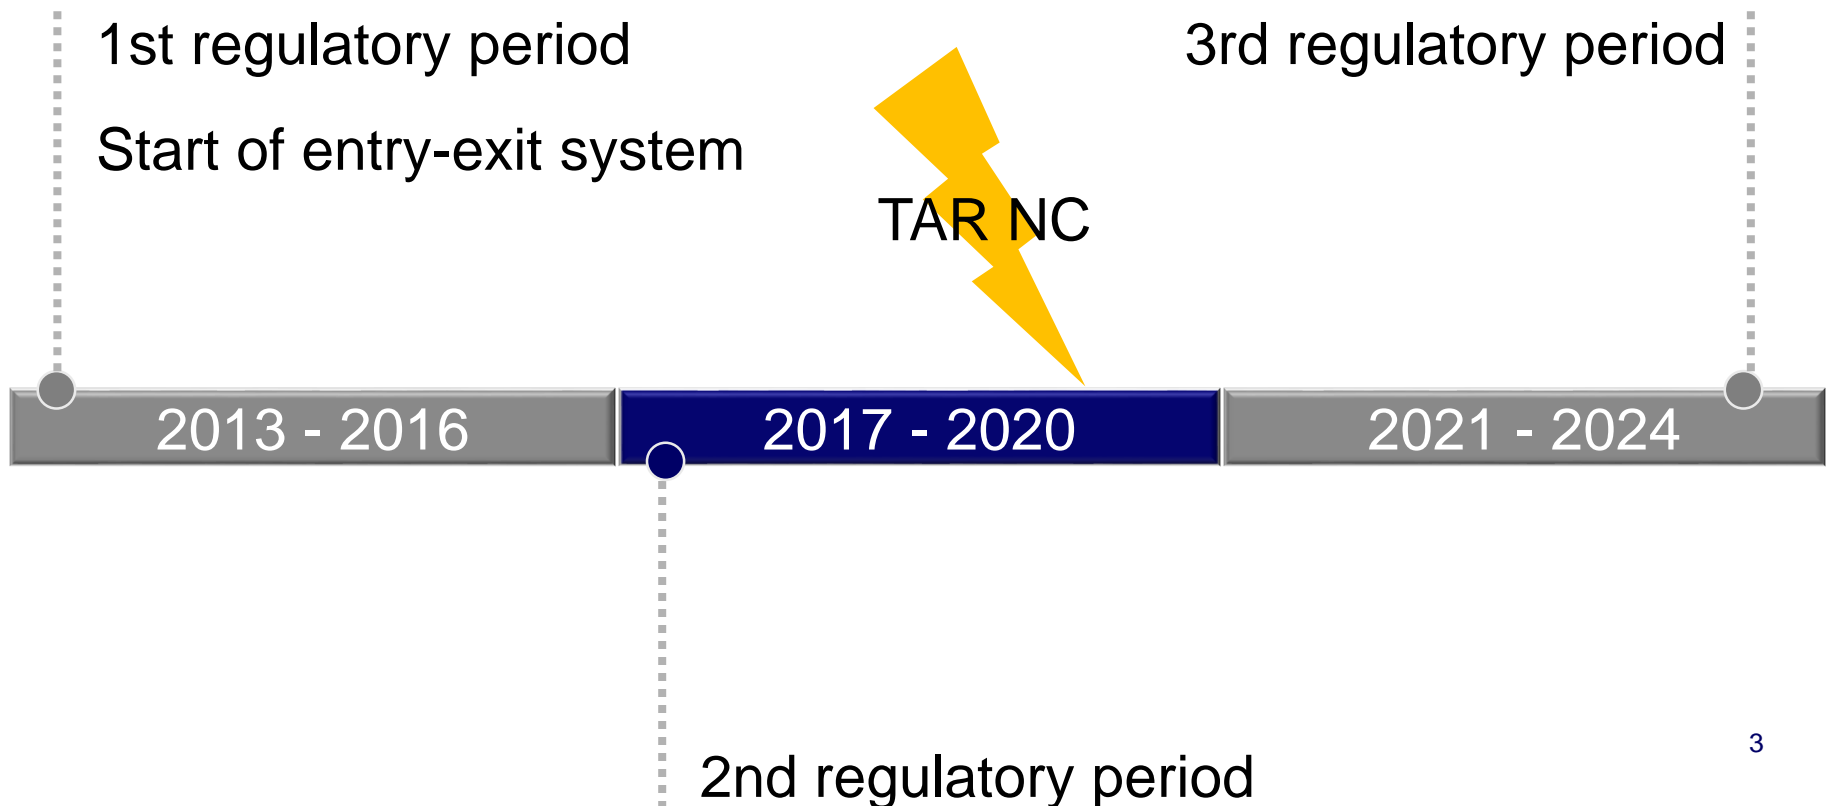 1st regulatory period
Start of entry-exit system
3rd regulatory period
TAR NC
2013 - 2016
2017 - 2020
2021 - 2024
2nd regulatory period
3